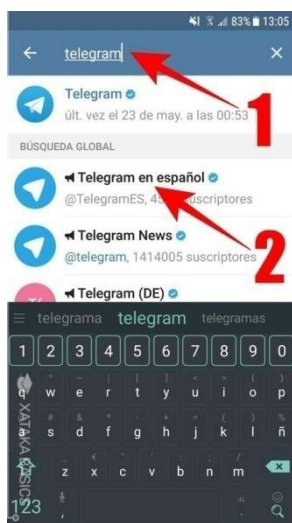 83% 13:05
telegram
1
Telegram
últ. vez el 23 de may. a las 00:53
BÚSQUEDA GLOBAL
Telegram en español
@TelegramES, 45 suscriptores
2
Telegram News
@telegram, 1414005 suscriptores
Telegram (DE)
telegrama telegram telegramas
1 2 3 4 5 6 7 8 9 0
q w e r t y u i o p
a s d f g h j k l ñ
z x c v b n m
123 ,
XATAKA BASICS